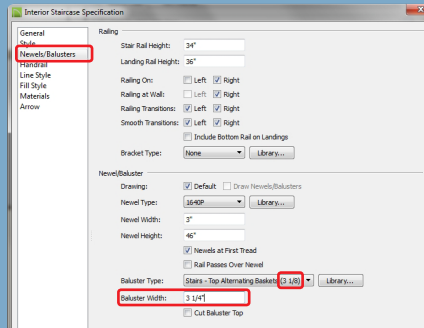 Interior Staircase Specification
General
Style
Newels/Balusters
Handrail
Line Style
Fill Style
Materials
Arrow
Railing
Stair Rail Height: 34"
Landing Rail Height: 36"
Railing On: Left Right
Railing at Wall: Left Right
Railing Transitions: Left Right
Smooth Transitions: Left Right
Include Bottom Rail on Landings
Bracket Type: None Library...
Newel/Baluster
Drawing: Default Draw Newels/Balusters
Newel Type: 1640P Library...
Newel Width: 3"
Newel Height: 46"
Newels at First Tread
Rail Passes Over Newel
Baluster Type: Stairs - Top Alternating Baskets (3 1/8) Library...
Baluster Width: 3 1/4"
Cut Baluster Top